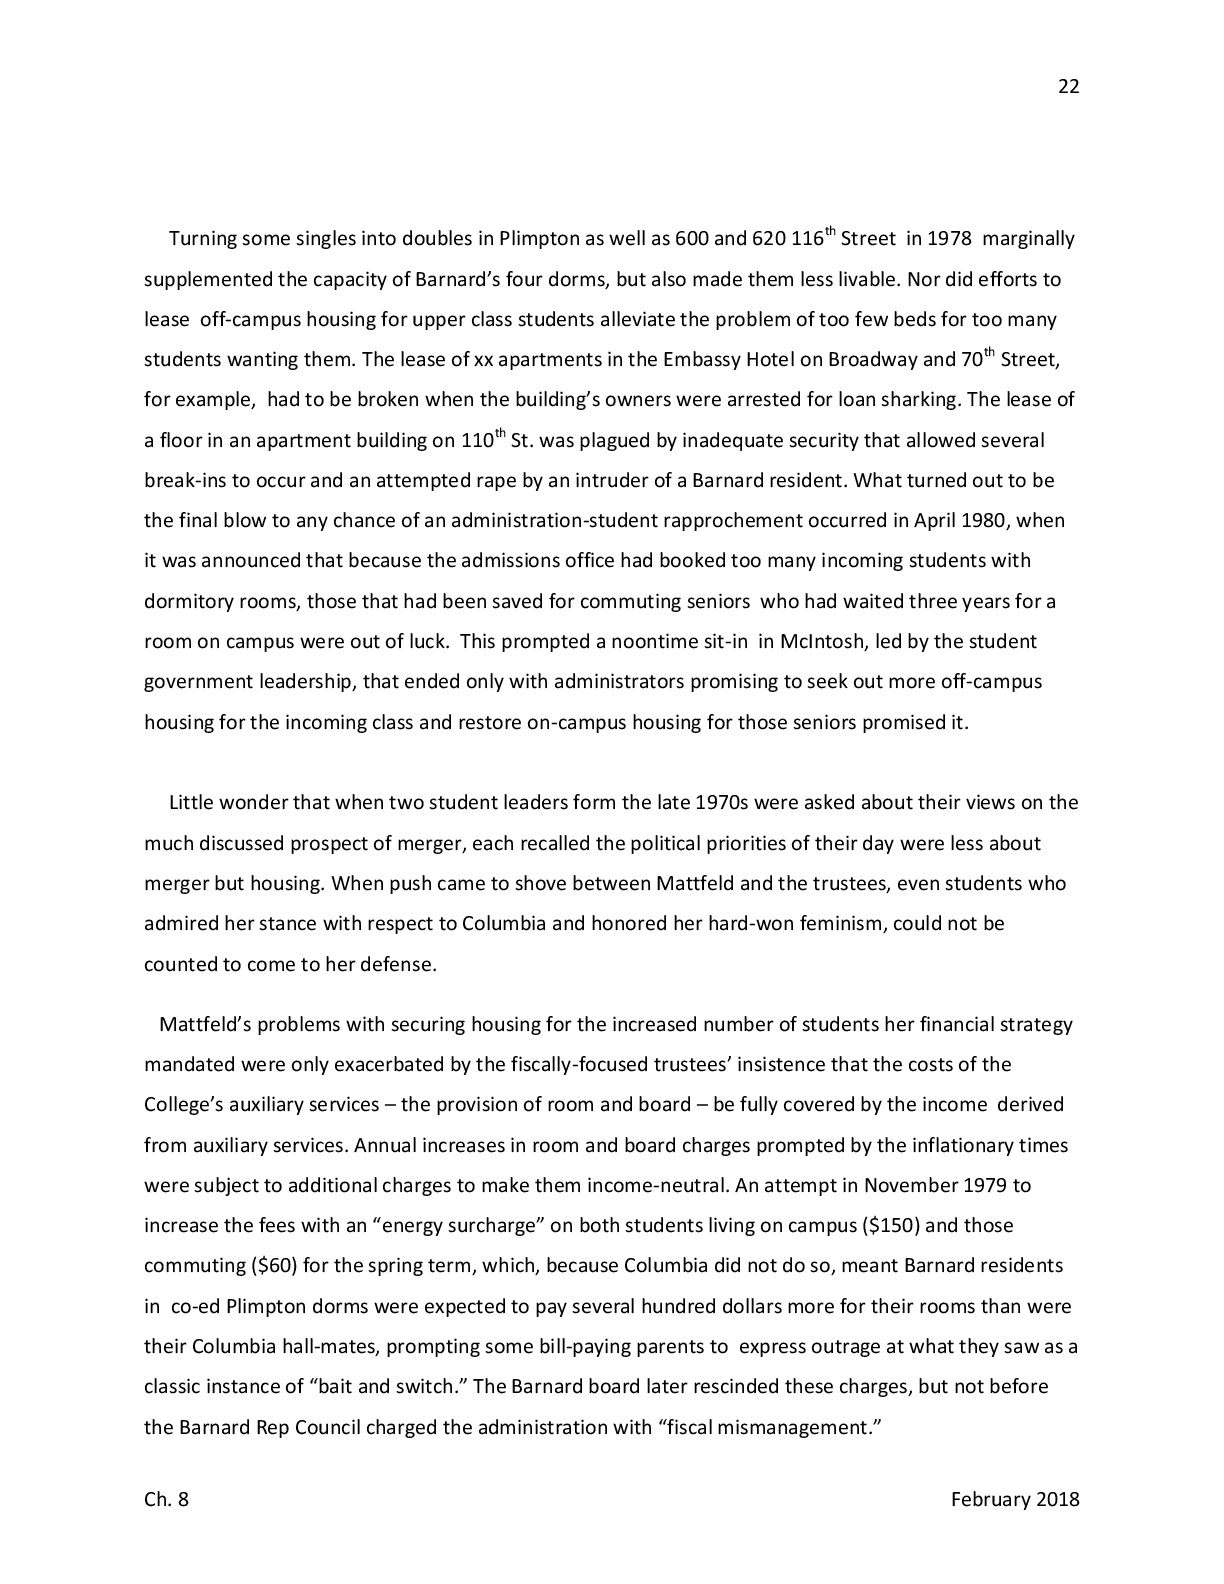 22
Turning some singles into doubles in Plimpton as well as 600 and 620 116th Street  in 1978  marginally
supplemented the capacity of Barnard’s four dorms, but also made them less livable. Nor did efforts to
lease  off-campus housing for upper class students alleviate the problem of too few beds for too many
students wanting them. The lease of xx apartments in the Embassy Hotel on Broadway and 70th Street,
for example,  had to be broken when the building’s owners were arrested for loan sharking. The lease of
a floor in an apartment building on 110th St. was plagued by inadequate security that allowed several
break-ins to occur and an attempted rape by an intruder of a Barnard resident. What turned out to be
the final blow to any chance of an administration-student rapprochement occurred in April 1980, when
it was announced that because the admissions office had booked too many incoming students with
dormitory rooms, those that had been saved for commuting seniors  who had waited three years for a
room on campus were out of luck.  This prompted a noontime sit-in  in McIntosh, led by the student
government leadership, that ended only with administrators promising to seek out more off-campus
housing for the incoming class and restore on-campus housing for those seniors promised it.
Little wonder that when two student leaders form the late 1970s were asked about their views on the
much discussed prospect of merger, each recalled the political priorities of their day were less about
merger but housing. When push came to shove between Mattfeld and the trustees, even students who
admired her stance with respect to Columbia and honored her hard-won feminism, could not be
counted to come to her defense.
Mattfeld’s problems with securing housing for the increased number of students her financial strategy
mandated were only exacerbated by the fiscally-focused trustees’ insistence that the costs of the
College’s auxiliary services – the provision of room and board – be fully covered by the income  derived
from auxiliary services. Annual increases in room and board charges prompted by the inflationary times
were subject to additional charges to make them income-neutral. An attempt in November 1979 to
increase the fees with an “energy surcharge” on both students living on campus ($150) and those
commuting ($60) for the spring term, which, because Columbia did not do so, meant Barnard residents
in  co-ed Plimpton dorms were expected to pay several hundred dollars more for their rooms than were
their Columbia hall-mates, prompting some bill-paying parents to  express outrage at what they saw as a
classic instance of “bait and switch.” The Barnard board later rescinded these charges, but not before
the Barnard Rep Council charged the administration with “fiscal mismanagement.”
Ch. 8
February 2018